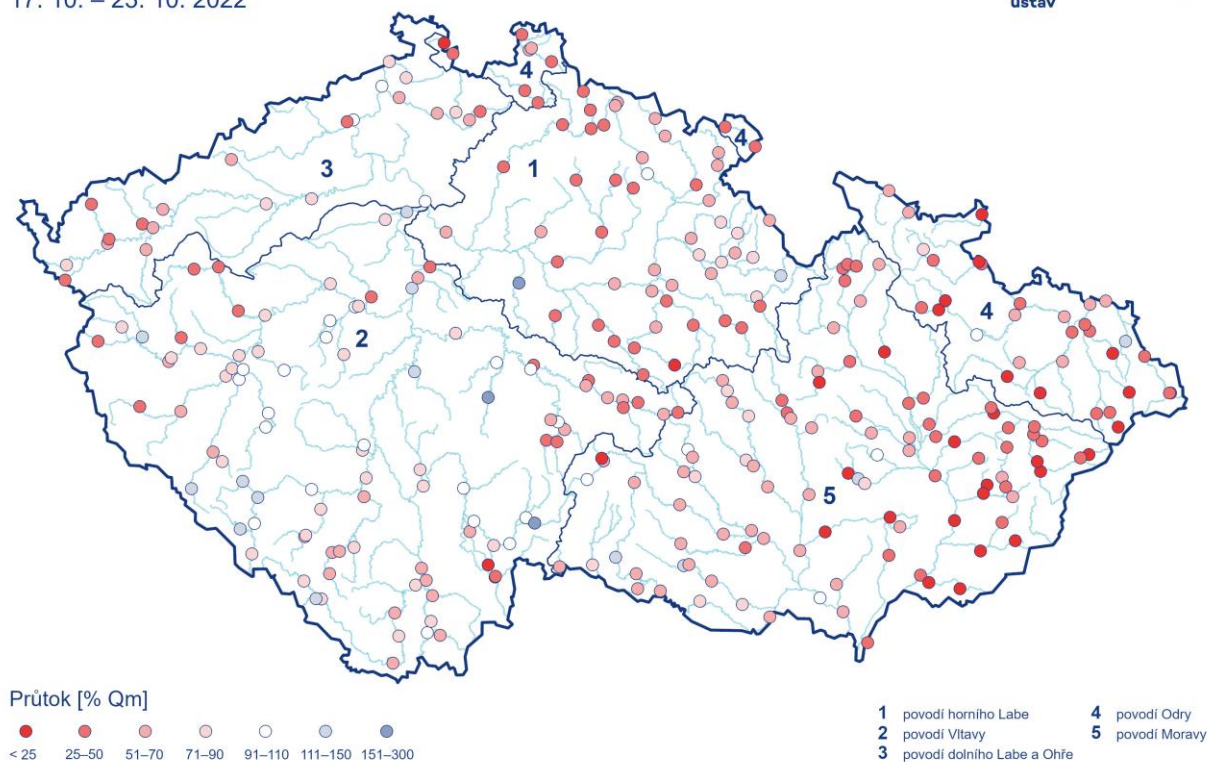 17. 10. – 23. 10. 2022
ústav
4
4
3
1
2
4
5
Průtok [% Qm]
< 25 25–50 51–70 71–90 91–110 111–150 151–300
1 povodí horního Labe
2 povodí Vltavy
3 povodí dolního Labe a Ohře
4 povodí Odry
5 povodí Moravy